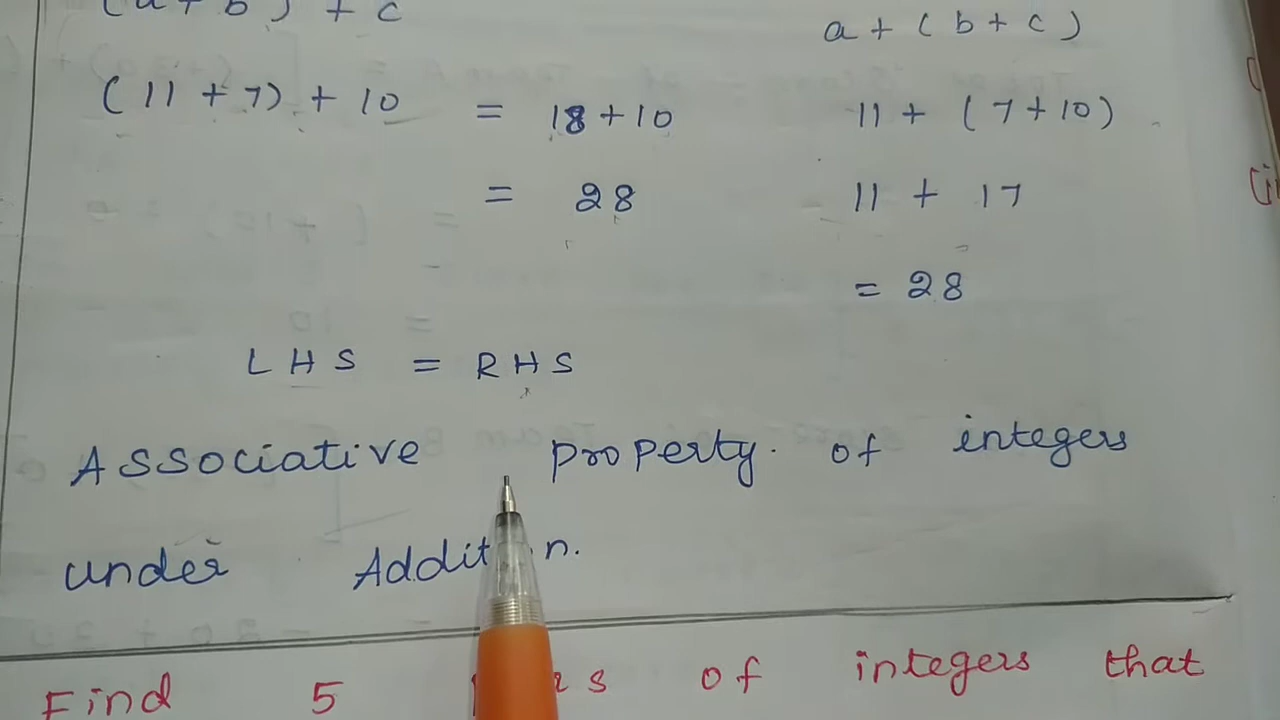 (a + b) + c a + (b + c)
(11 + 7) + 10 = 18 + 10 11 + (7 + 10)
= 28 11 + 17
= 28
LHS = RHS
Associative property. of integers
under
Find 5 of integers that